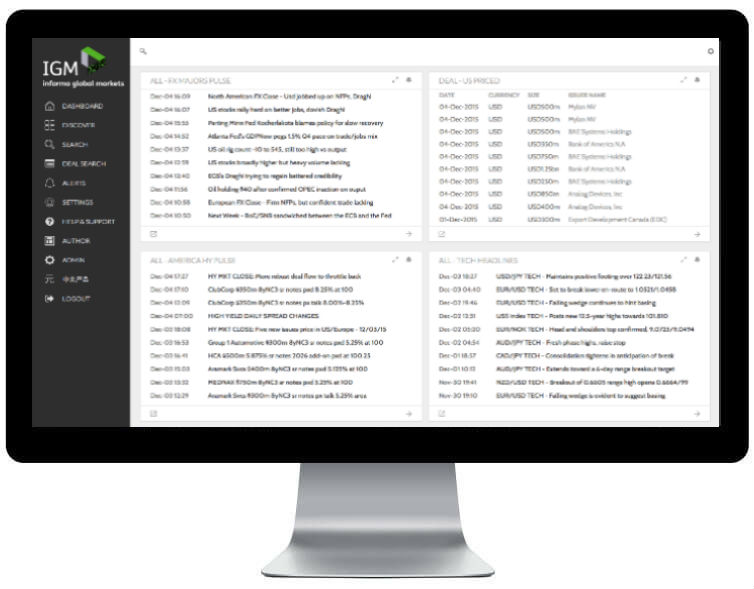 IGM
informa global markets
DASHBOARD
DISCOVER
SEARCH
DEAL SEARCH
ALERTS
SETTINGS
HELP & SUPPORT
AUTHOR
ADMIN
LOGOUT
ALL - FX MAJORS PULSE
Dec-04 16:09 North American FX Close - Usd jobbed up on NFPs, Draghi
Dec-04 16:07 US stocks rally hard on better jobs, dovish Draghi
Dec-04 15:55 Parting Minn Fed Kocherlakota blames policy for slow recovery
Dec-04 14:52 Atlanta Fed's GDPNow pegs 1.5% Q4 pace on trade/jobs mix
Dec-04 13:37 US oil rig count -10 to 545, still too high vs output
Dec-04 12:59 US stocks broadly higher but heavy volume lacking
Dec-04 12:40 ECB's Draghi trying to regain battered credibility
Dec-04 11:56 Oil holding $40 after confirmed OPEC inaction on ouput
Dec-04 10:58 European FX Close - Firm NFPs, but confident trade lacking
Dec-04 10:50 Next Week - BoE/SNB sandwiched between the ECB and the Fed
DEAL - US PRICED
DATE CURRENCY SIZE ISSUER NAME
04-Dec-2015 USD USD500m Mylan NV
04-Dec-2015 USD USD500m Mylan NV
04-Dec-2015 USD USD500m BAE Systems Holdings
04-Dec-2015 USD USD350m Bank of America N.A
04-Dec-2015 USD USD750m BAE Systems Holdings
04-Dec-2015 USD USD1.25bn Bank of America N.A
04-Dec-2015 USD USD250m BAE Systems Holdings
04-Dec-2015 USD USD850m Analog Devices, Inc.
04-Dec-2015 USD USD400m Analog Devices, Inc.
01-Dec-2015 USD USD300m Export Development Canada (EDC)
ALL - AMERICA HY PULSE
Dec-04 17:27 HY MKT CLOSE: More robust deal flow to throttle back
Dec-04 17:10 ClubCorp $350m 8yNC3 sr notes pxd 8.25% at 100
Dec-04 12:09 ClubCorp $350m 8yNC3 sr notes px talk 8.00%-8.25%
Dec-04 07:00 HIGH YIELD DAILY SPREAD CHANGES
Dec-03 18:08 HY MKT CLOSE: Five new issues price in US/Europe - 12/03/15
Dec-03 16:53 Group 1 Automotive $300m 8yNC3 sr notes pxd 5.25% at 100
Dec-03 16:41 HCA $500m 5.875% sr notes 2026 add-on pxd at 100.25
Dec-03 15:03 Aramark Svcs $400m 8yNC3 sr notes pxd 5.125% at 100
Dec-03 13:32 MEDNAX $750m 8yNC3 sr notes pxd 5.25% at 100
Dec-03 12:29 Aramark Svcs $300m 8yNC3 sr notes px talk 5.25% area
ALL - TECH HEADLINES
Dec-03 18:27 USD/JPY TECH - Maintains positive footing over 122.23/121.56
Dec-03 04:40 EUR/USD TECH - Set to break lower en-route to 1.0521/1.0458
Dec-02 19:46 EUR/USD TECH - Falling wedge continues to hint basing
Dec-02 13:51 US$ Index TECH - Posts new 12.5-year highs towards 101.810
Dec-02 05:20 EUR/NOK TECH - Head and shoulders top confirmed, 9.0723/9.0494
Dec-02 04:54 AUD/JPY TECH - Fresh phase highs, raise stop
Dec-01 18:57 CAD/JPY TECH - Consolidation tightens in anticipation of break
Dec-01 10:12 AUD/JPY TECH - Extends toward a 6-day range breakout target
Nov-30 19:41 NZD/USD TECH - Breakout of 0.6605 range high opens 0.6664/99
Nov-30 19:10 EUR/USD TECH - Falling wedge is evident to suggest basing